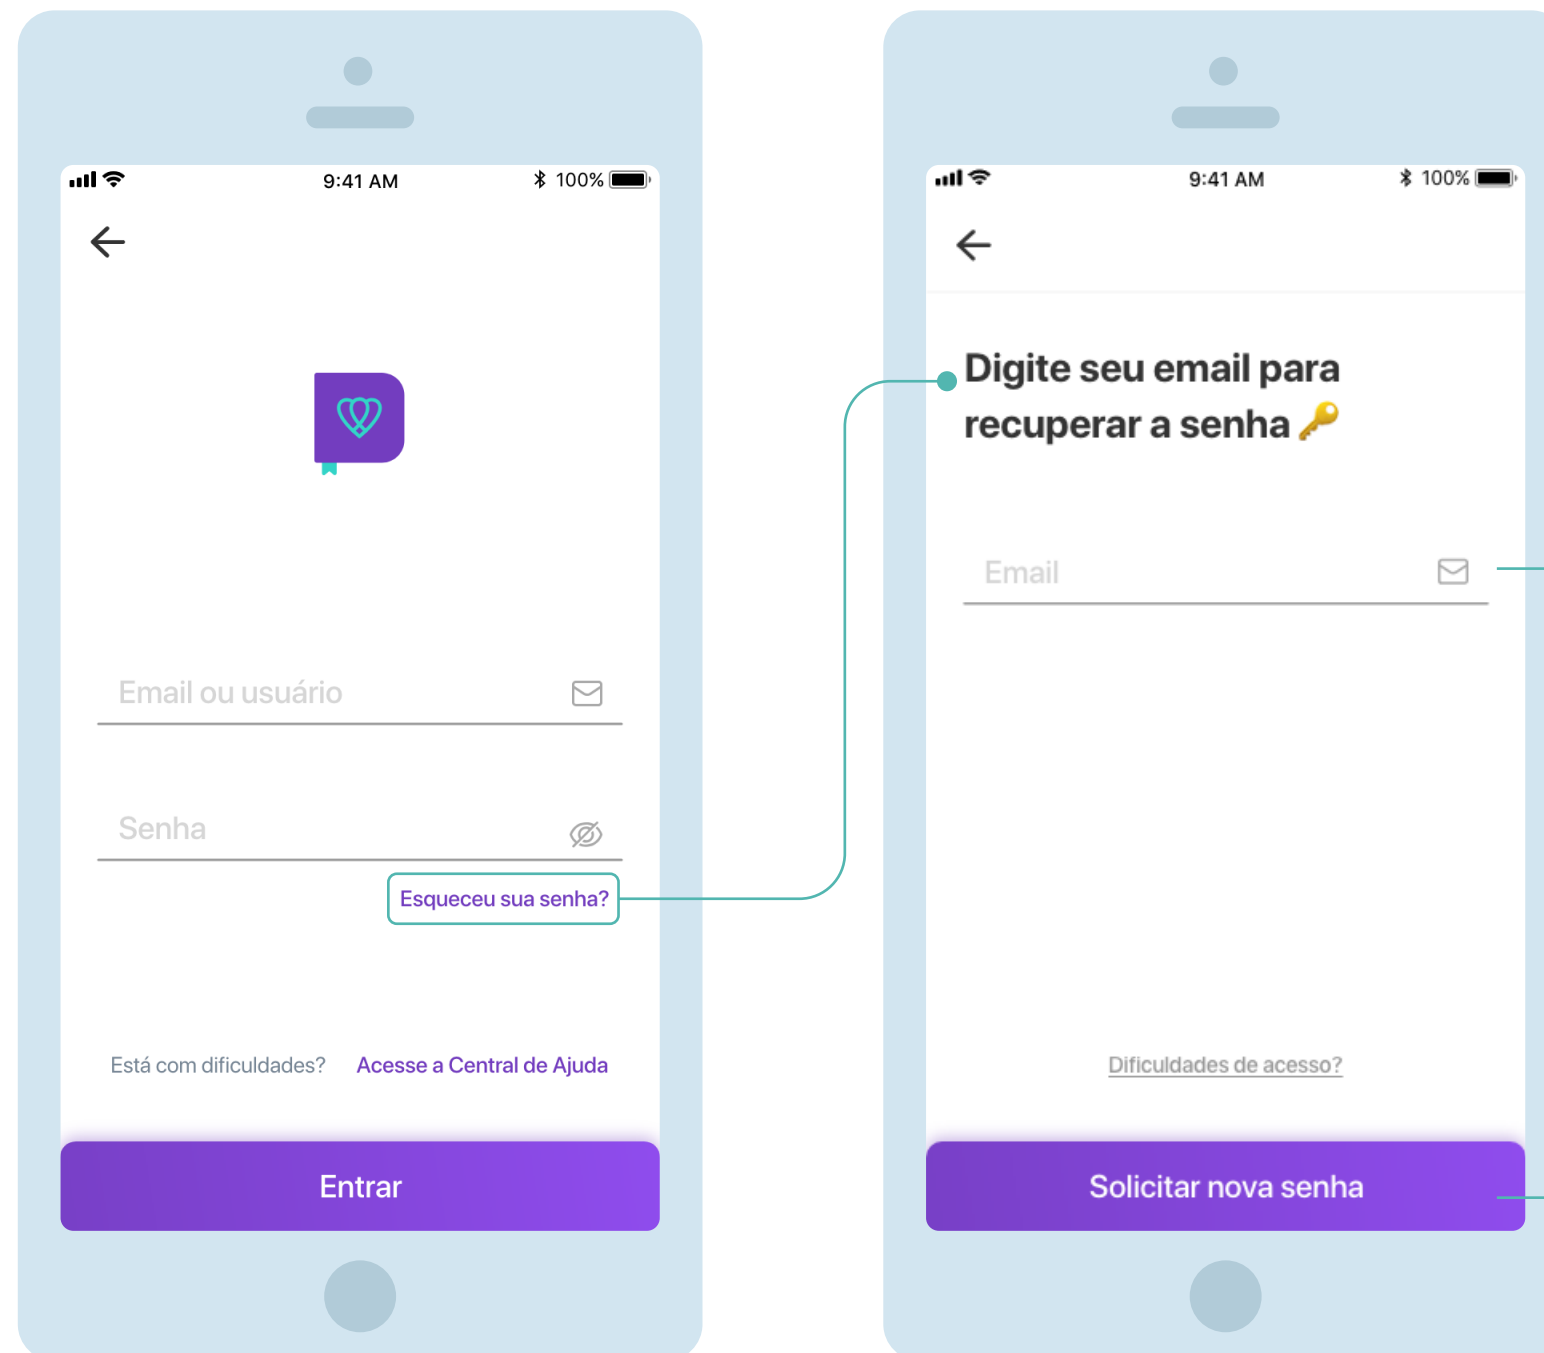 9:41 AM
100%
Email ou usuário
Senha
Esqueceu sua senha?
Está com dificuldades? Acesse a Central de Ajuda
Entrar
9:41 AM
100%
Digite seu email para
recuperar a senha
Email
Dificuldades de acesso?
Solicitar nova senha